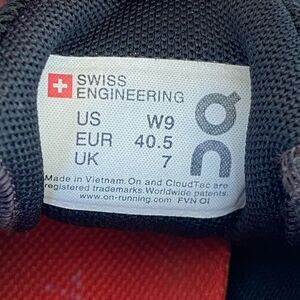 SWISS
ENGINEERING
US W9
EUR 40.5
UK 7
Made in Vietnam. On and CloudTec are
registered trademarks. Worldwide patents.
www.on-running.com FVN OI